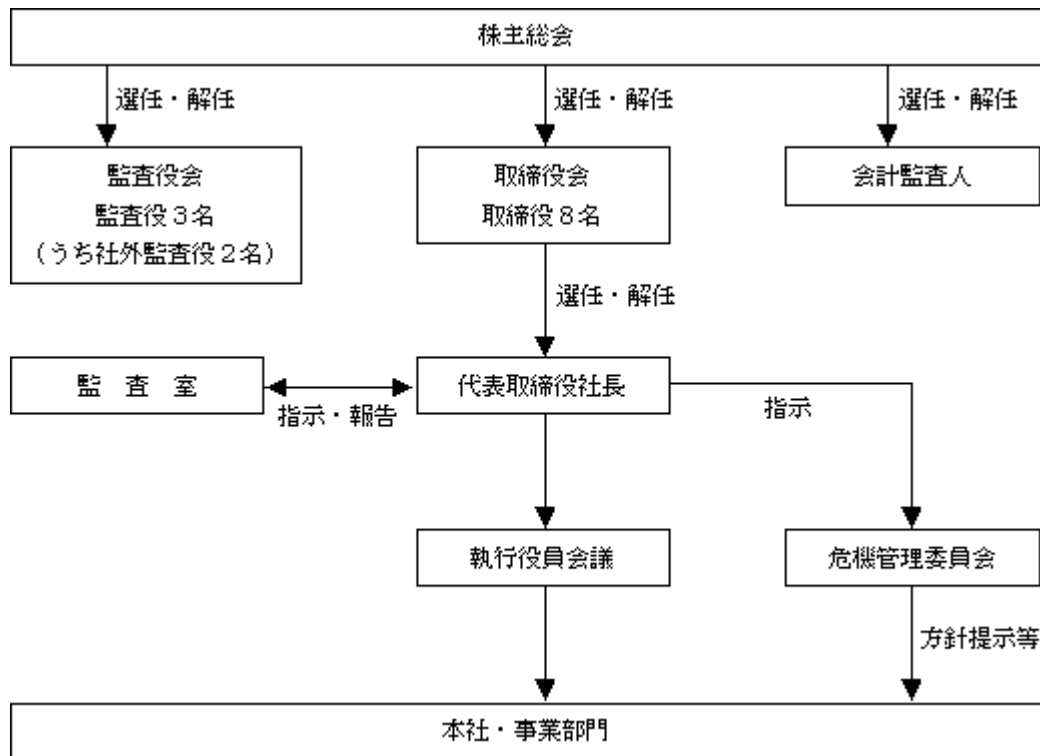 株主総会
選任・解任
選任・解任
選任・解任
監査役会
監査役３名
（うち社外監査役２名）
取締役会
取締役８名
会計監査人
選任・解任
監　査　室
代表取締役社長
指示・報告
指示
執行役員会議
危機管理委員会
方針提示等
本社・事業部門